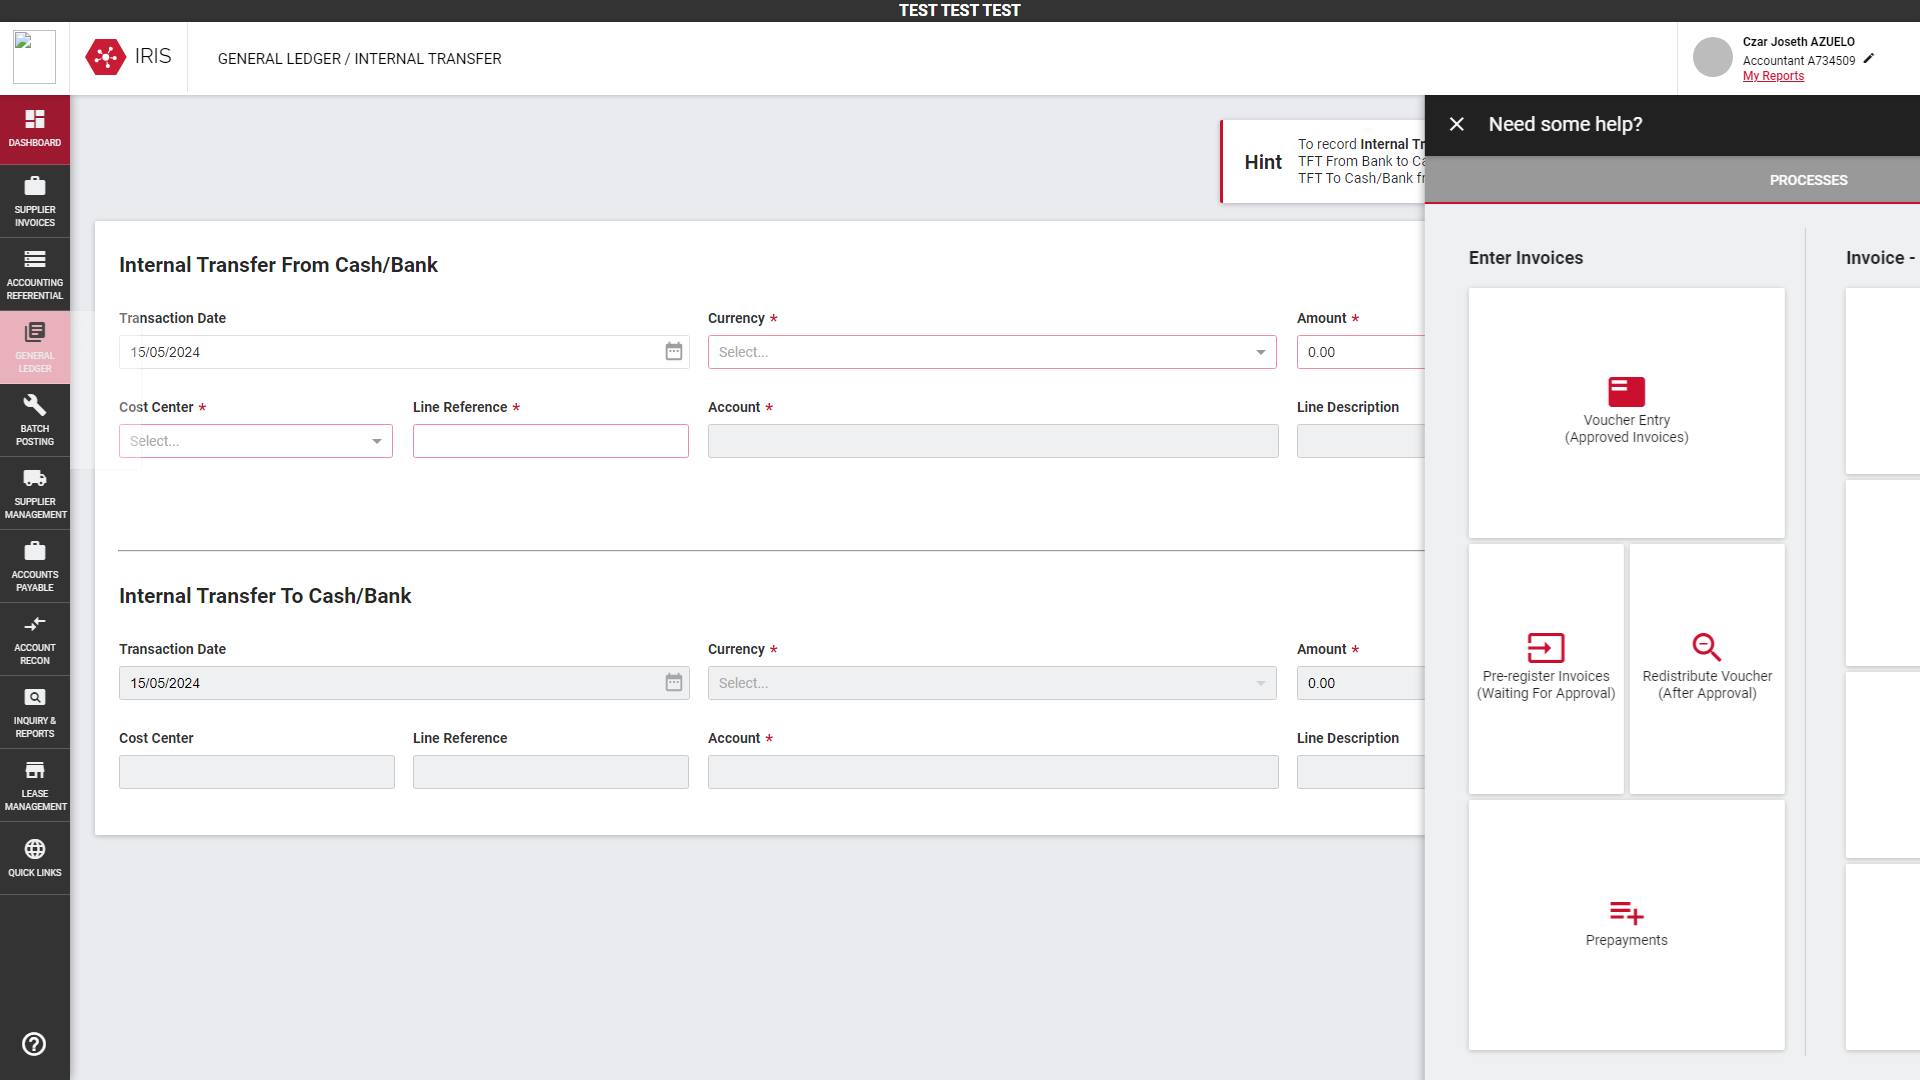 TEST TEST TEST
IRIS
GENERAL LEDGER / INTERNAL TRANSFER
Czar Joseth AZUELO
Accountant A734509
My Reports
DASHBOARD
SUPPLIER
INVOICES
ACCOUNTING
REFERENTIAL
GENERAL
LEDGER
BATCH
POSTING
SUPPLIER
MANAGEMENT
ACCOUNTS
PAYABLE
ACCOUNT
RECON
INQUIRY &
REPORTS
LEASE
MANAGEMENT
QUICK LINKS
Hint
To record Internal Tr
TFT From Bank to Ca
TFT To Cash/Bank fr
Internal Transfer From Cash/Bank
Transaction Date
Currency *
Amount *
15/05/2024
Select...
0.00
Cost Center *
Line Reference *
Account *
Line Description
Select...
Internal Transfer To Cash/Bank
Transaction Date
Currency *
Amount *
15/05/2024
Select...
0.00
Cost Center
Line Reference
Account *
Line Description
Need some help?
PROCESSES
Enter Invoices
Invoice -
Voucher Entry
(Approved Invoices)
Pre-register Invoices
(Waiting For Approval)
Redistribute Voucher
(After Approval)
Prepayments